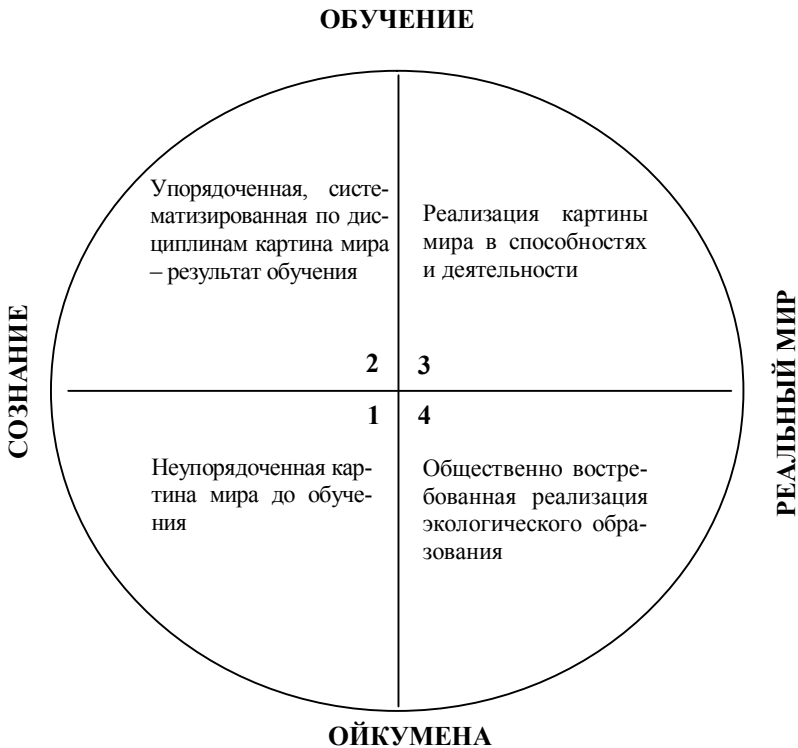 ОБУЧЕНИЕ
Упорядоченная, систе-
матизированная по дис-
циплинам картина мира
– результат обучения
Реализация картины
мира в способностях
и деятельности
СОЗНАНИЕ
РЕАЛЬНЫЙ МИР
2 3
1 4
Неупорядоченная кар-
тина мира до обуче-
ния
Общественно востре-
бованная реализация
экологического обра-
зования
ОЙКУМЕНА